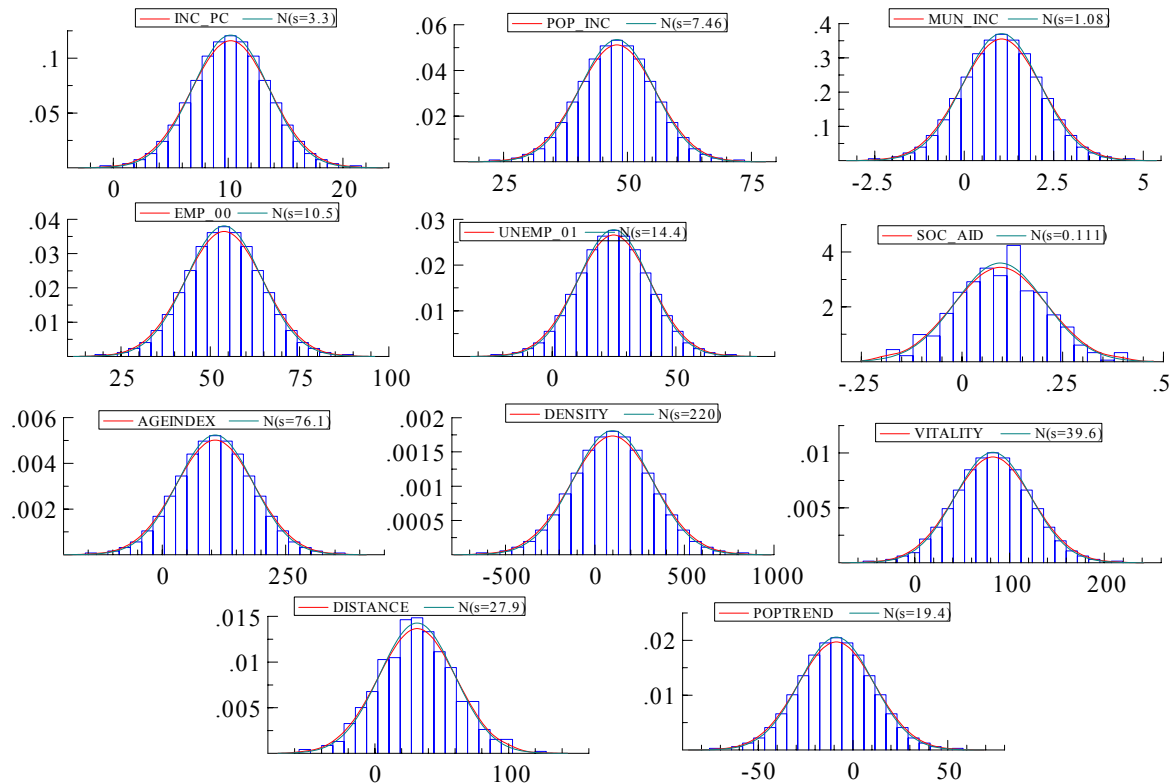 INC_PC N(s=3.3)
.1
.05
0 10 20
POP_INC N(s=7.46)
.06
.04
.02
25 50 75
MUN_INC N(s=1.08)
.4
.3
.2
.1
-2.5 0 2.5 5
EMP_00 N(s=10.5)
.04
.03
.02
.01
25 50 75 100
UNEMP_01 N(s=14.4)
.03
.02
.01
0 50
SOC_AID N(s=0.111)
4
2
-.25 0 .25 .5
AGEINDEX N(s=76.1)
.006
.004
.002
0 250
DENSITY N(s=220)
.002
.0015
.001
.0005
-500 0 500 1000
VITALITY N(s=39.6)
.01
.005
0 100 200
DISTANCE N(s=27.9)
.015
.01
.005
0 100
POPTREND N(s=19.4)
.02
.01
-50 0 50